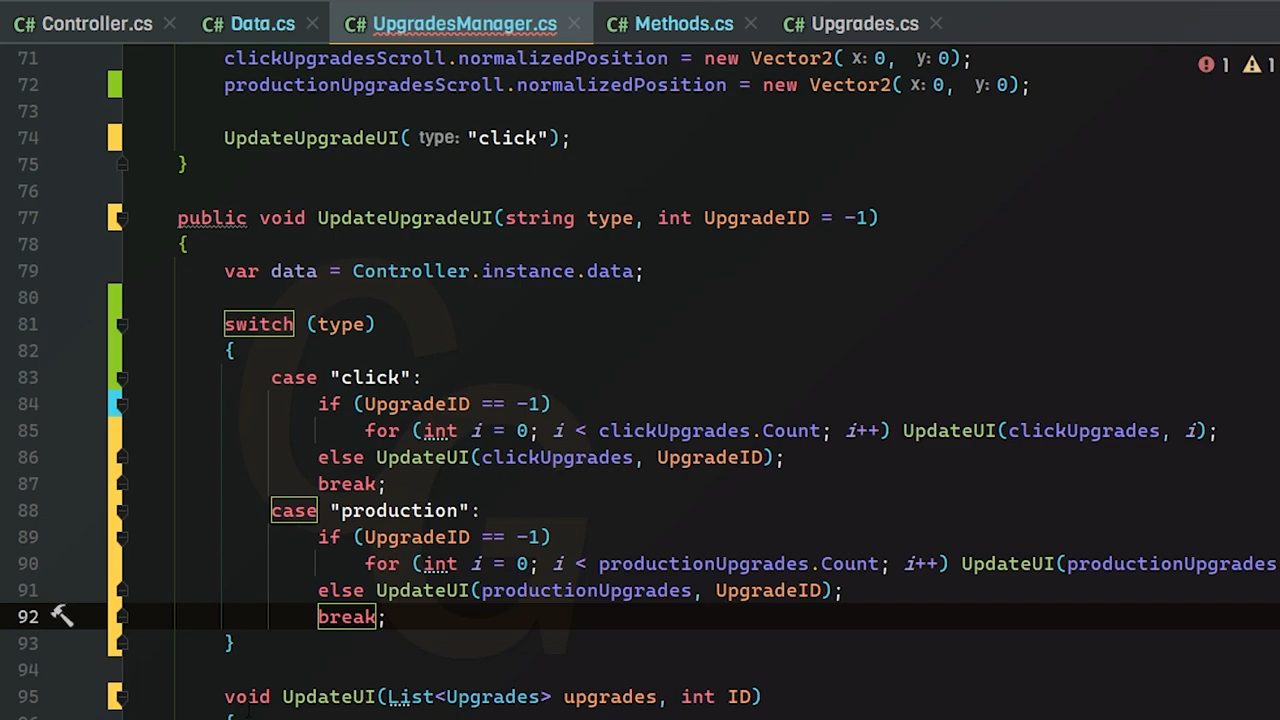 C# Controller.cs × C# Data.cs × C# UpgradesManager.cs × C# Methods.cs × C# Upgrades.cs ×
71 clickUpgradesScroll.normalizedPosition = new Vector2( x: 0, y: 0); 1 1
72 productionUpgradesScroll.normalizedPosition = new Vector2( x: 0, y: 0);
73
74 UpdateUpgradeUI( type: "click");
75 }
76
77 public void UpdateUpgradeUI(string type, int UpgradeID = -1)
78 {
79 var data = Controller.instance.data;
80
81 switch (type)
82 {
83 case "click":
84 if (UpgradeID == -1)
85 for (int i = 0; i < clickUpgrades.Count; i++) UpdateUI(clickUpgrades, i);
86 else UpdateUI(clickUpgrades, UpgradeID);
87 break;
88 case "production":
89 if (UpgradeID == -1)
90 for (int i = 0; i < productionUpgrades.Count; i++) UpdateUI(productionUpgrades
91 else UpdateUI(productionUpgrades, UpgradeID);
92 break;
93 }
94
95 void UpdateUI(List<Upgrades> upgrades, int ID)
96 {